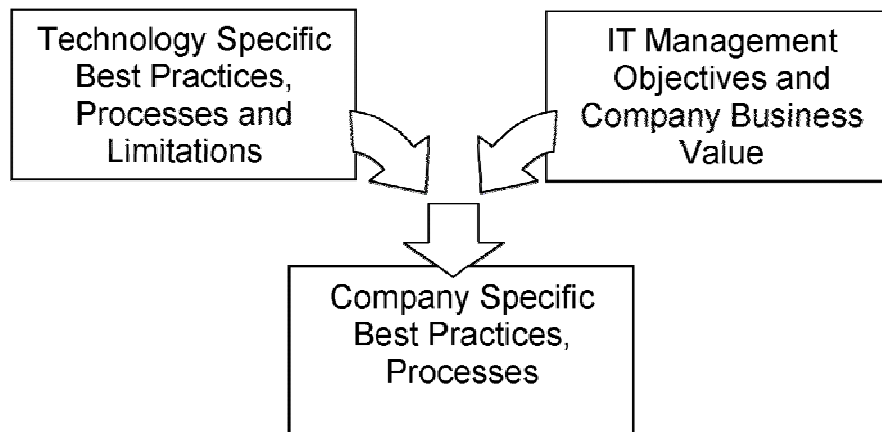 Technology Specific
Best Practices,
Processes and
Limitations
IT Management
Objectives and
Company Business
Value
Company Specific
Best Practices,
Processes